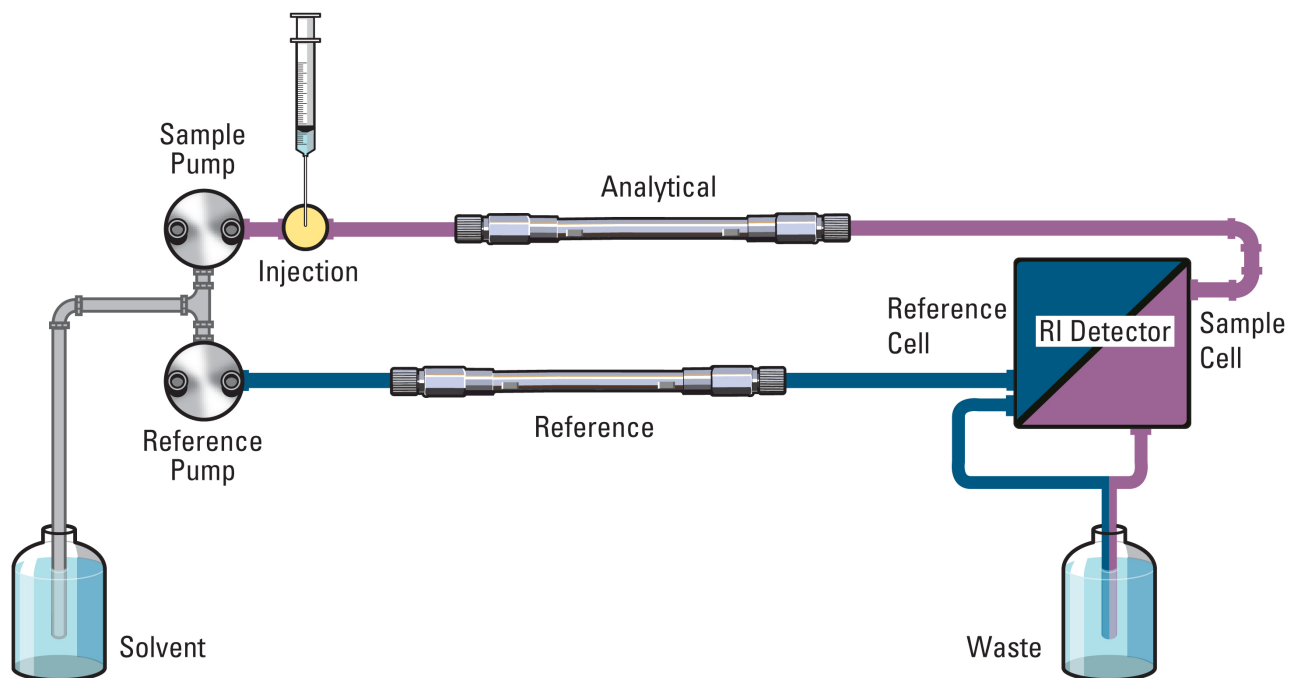 Sample
Pump
Analytical
Injection
Reference
Cell
RI Detector
Sample
Cell
Reference
Pump
Reference
Solvent
Waste